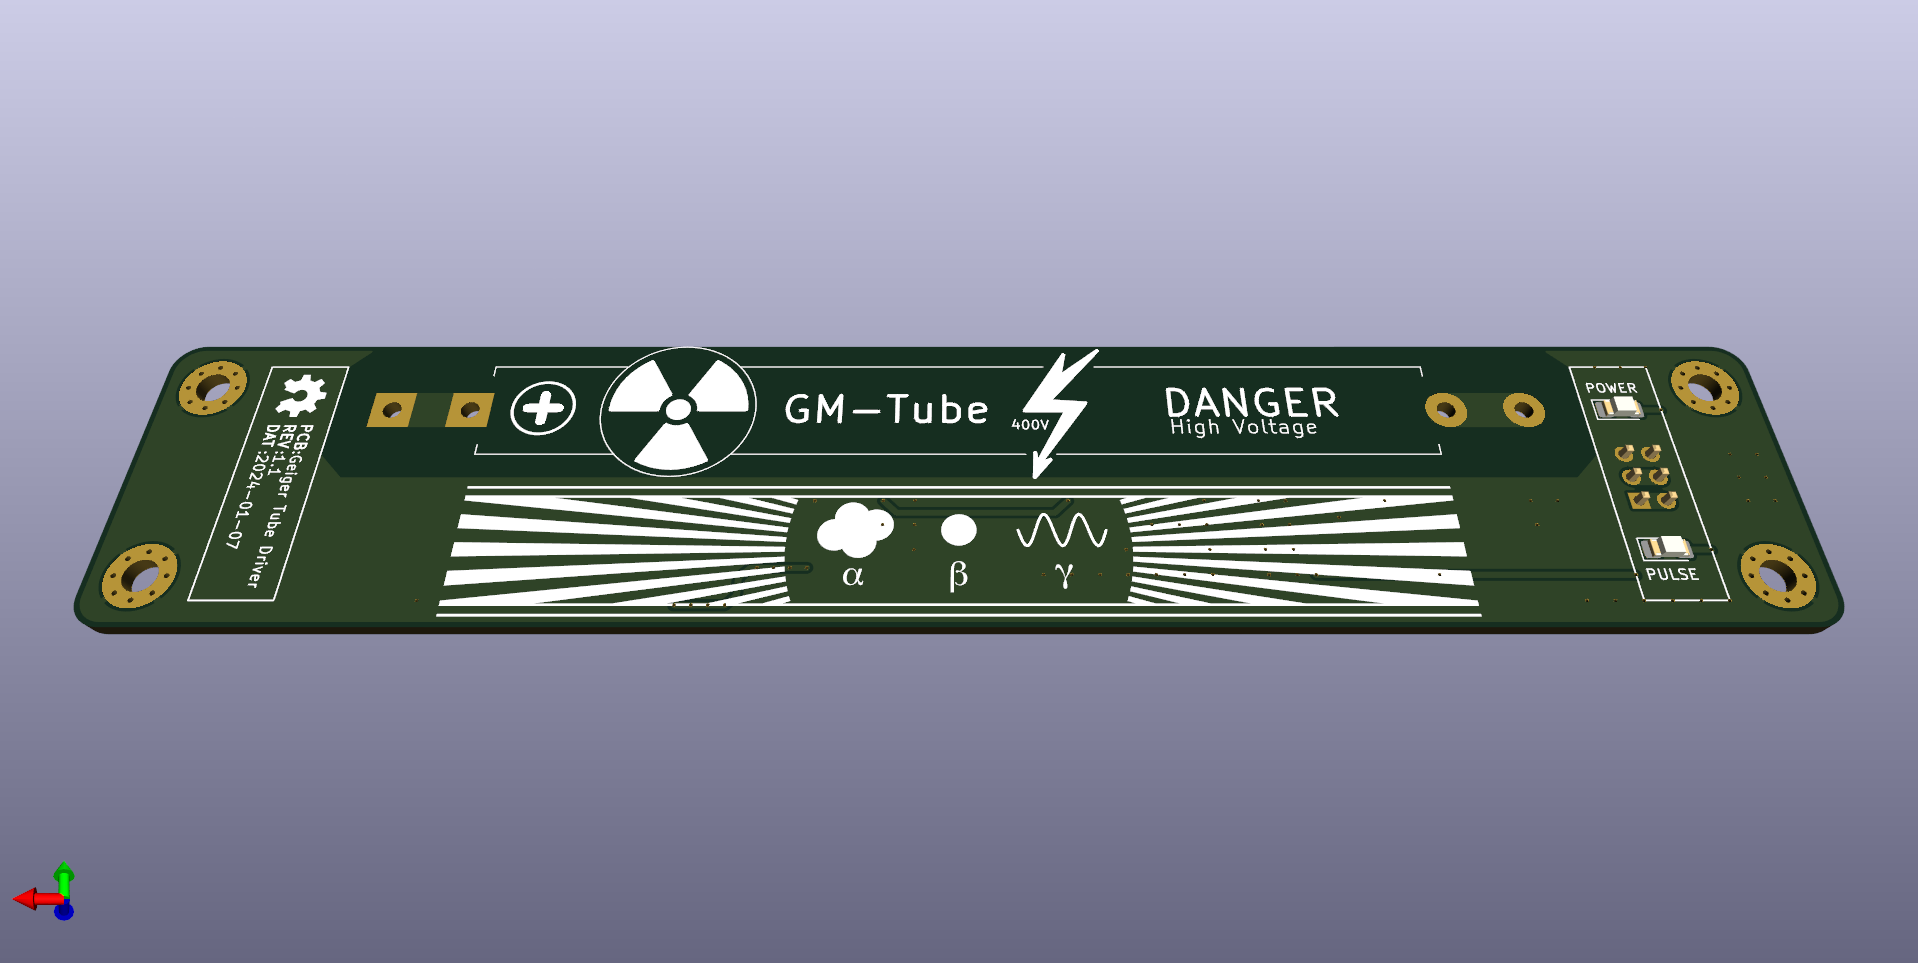 PCB:Geiger Tube Driver
REV :1.1
DAT :2024-01-07
GM-Tube
400V
DANGER
High Voltage
POWER
PULSE
α β γ